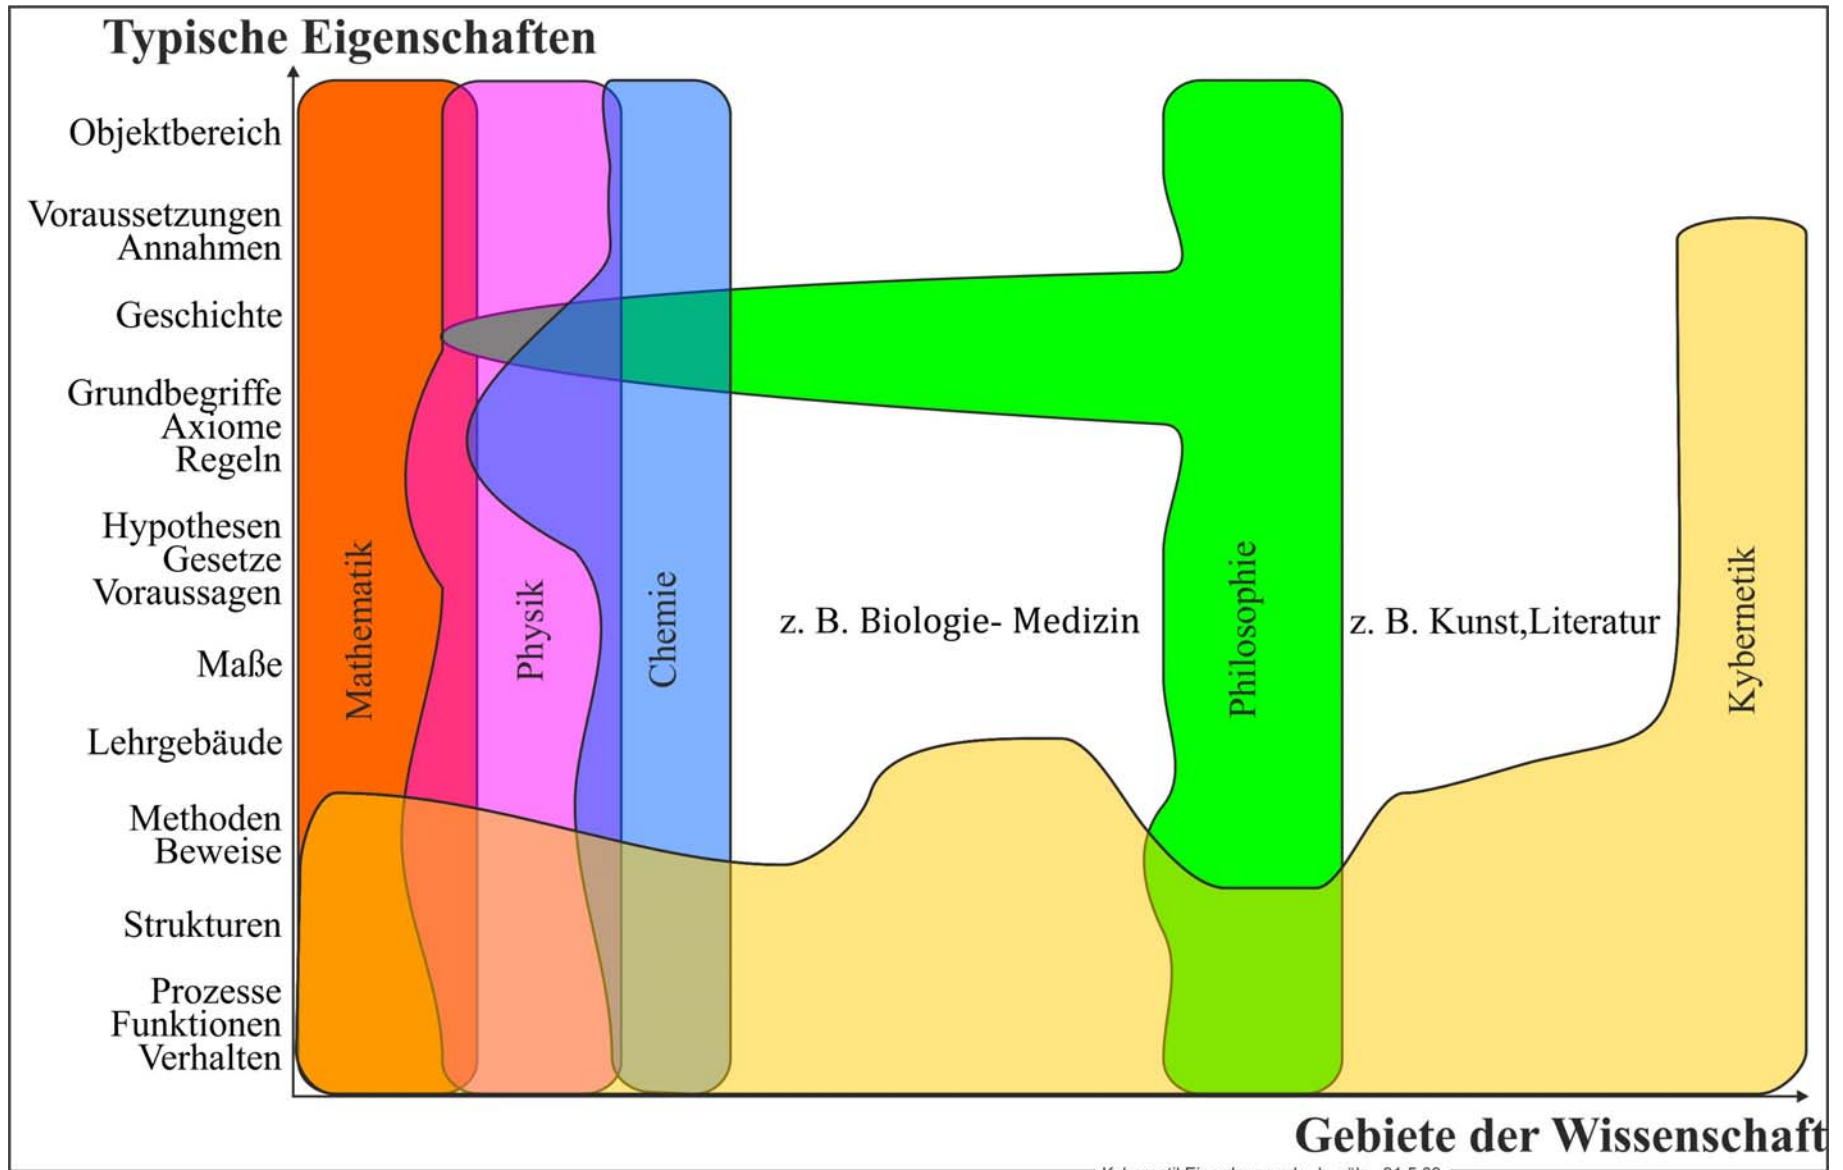 Typische Eigenschaften
Objektbereich
Voraussetzungen
Annahmen
Geschichte
Grundbegriffe
Axiome
Regeln
Hypothesen
Gesetze
Voraussagen
Maße
Lehrgebäude
Methoden
Beweise
Strukturen
Prozesse
Funktionen
Verhalten
Mathematik
Physik
Chemie
z. B. Biologie- Medizin
Philosophie
z. B. Kunst,Literatur
Kybernetik
Gebiete der Wissenschaft